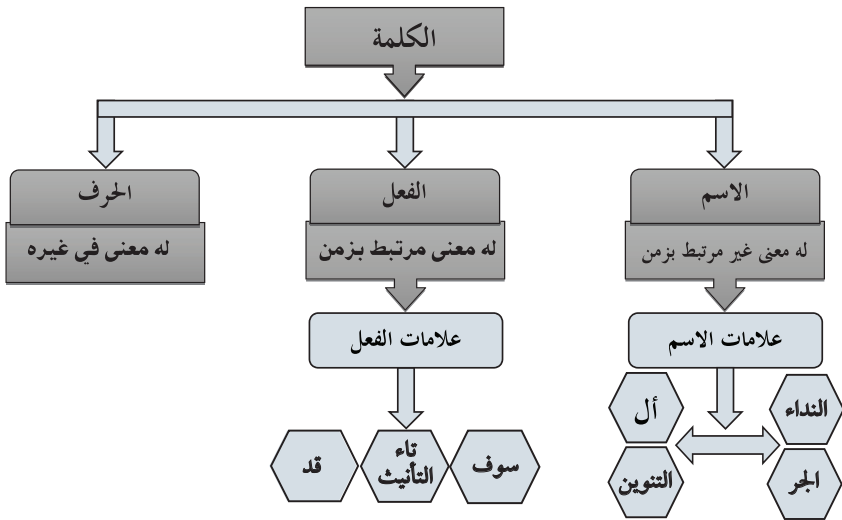 الكلمة
الاسم
له معنى غير مرتبط بزمن
علامات الاسم
النداء
أل
الجر
التنوين
الفعل
له معنى مرتبط بزمن
علامات الفعل
سوف
تاء
التأنيث
قد
الحرف
له معنى في غيره